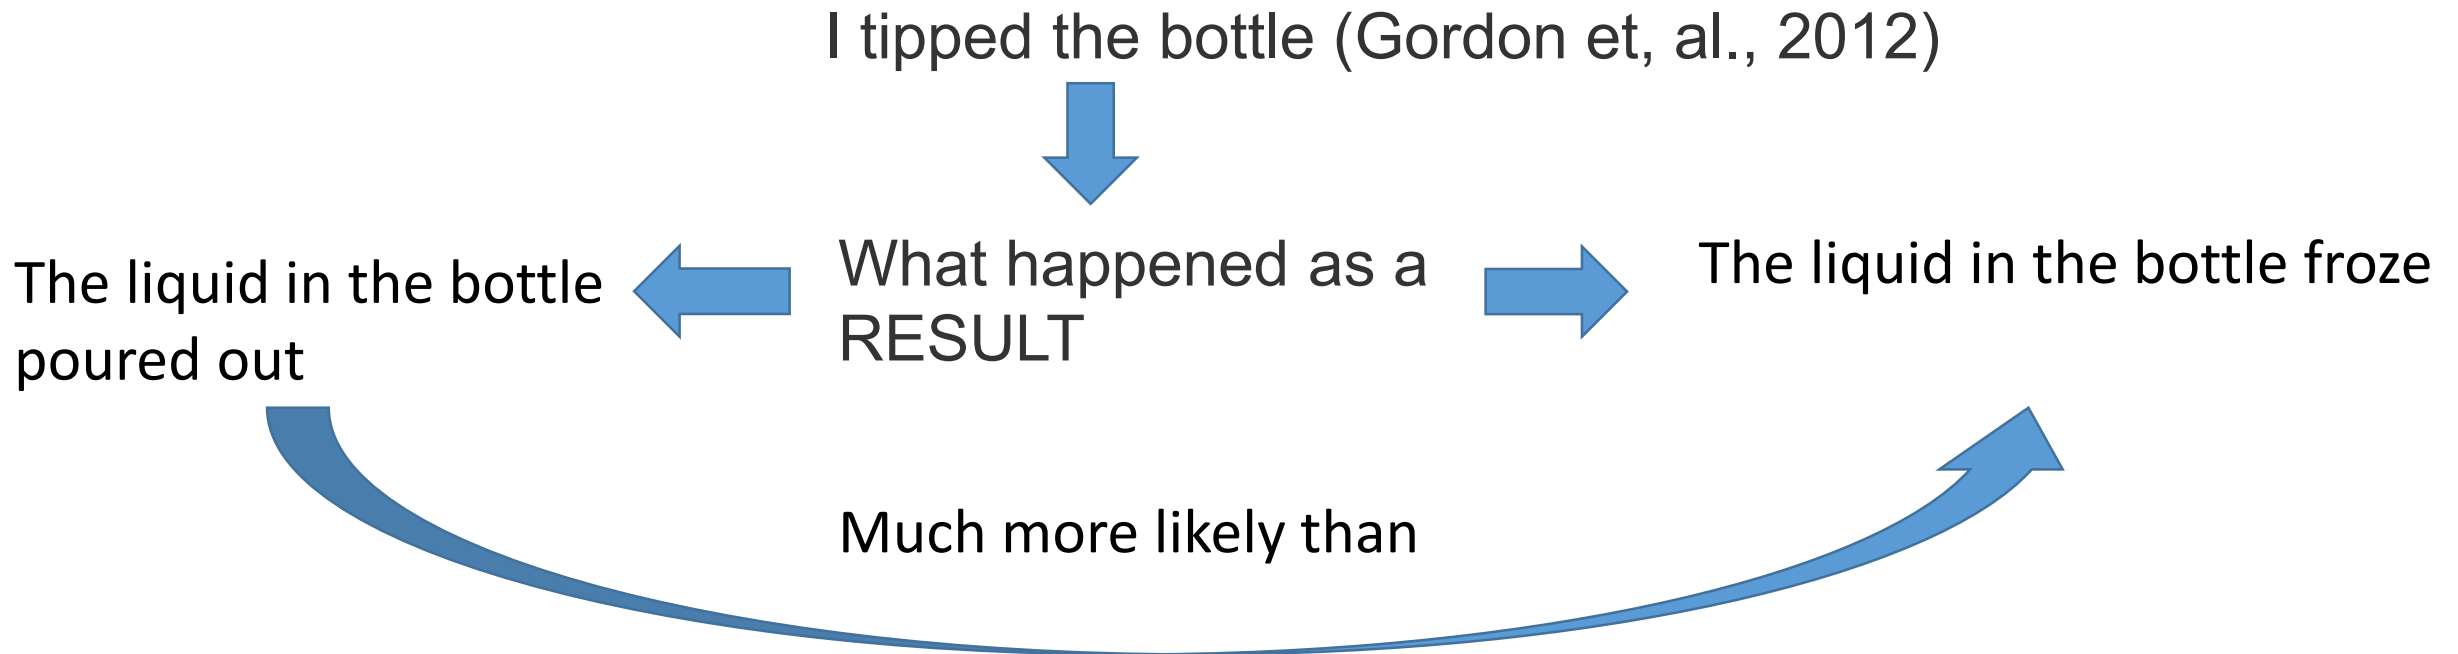 I tipped the bottle (Gordon et, al., 2012)
The liquid in the bottle
poured out
What happened as a
RESULT
The liquid in the bottle froze
Much more likely than